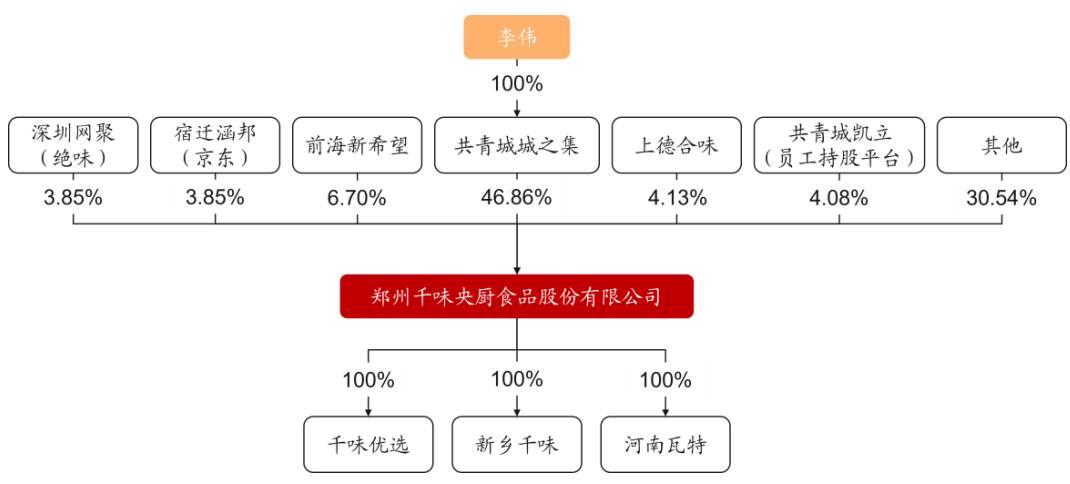 李伟
100%
深圳网聚
（绝味）
宿迁涵邦
（京东）
前海新希望
共青城城之集
上德合味
共青城凯立
（员工持股平台）
其他
3.85%
3.85%
6.70%
46.86%
4.13%
4.08%
30.54%
郑州千味央厨食品股份有限公司
100%
100%
100%
千味优选
新乡千味
河南瓦特